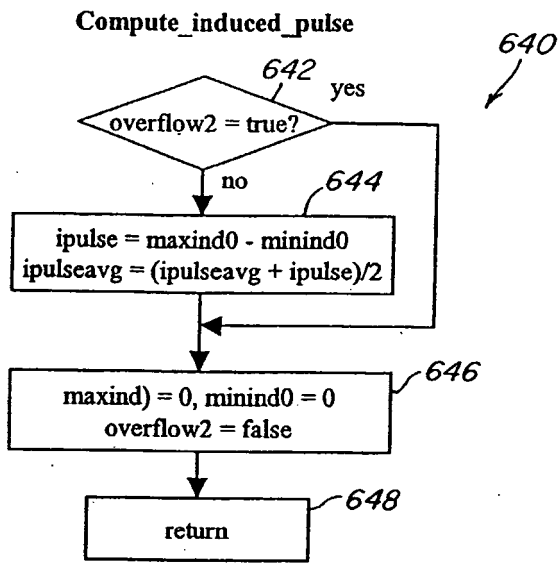 Compute_induced_pulse
640
642
yes
overflow2 = true?
no
644
ipulse = maxind0 - minind0
ipulseavg = (ipulseavg + ipulse)/2
646
maxind) = 0, minind0 = 0
overflow2 = false
648
return